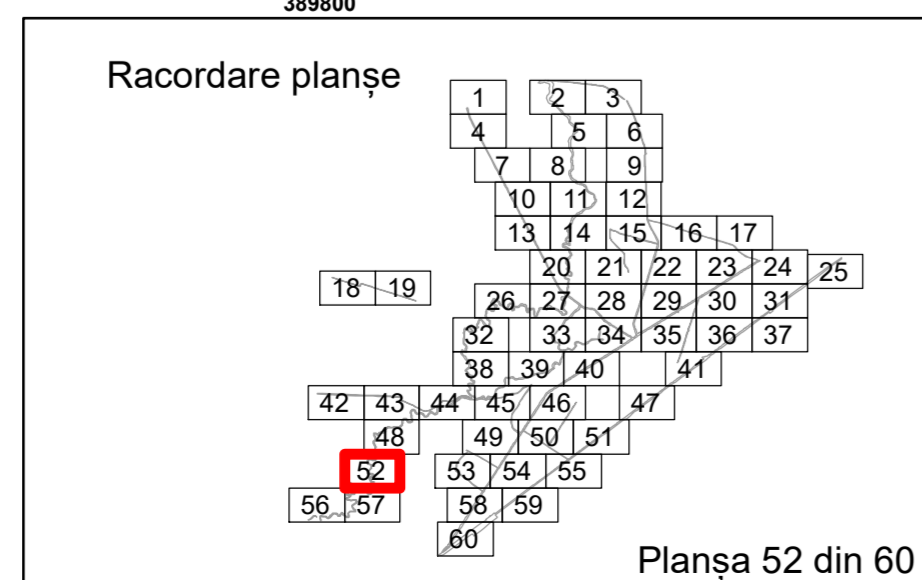 389800
Racordare planșe
1 2 3
4 5 6
7 8 9
10 11 12
13 14 15 16 17
20 21 22 23 24 25
18 19
26 27 28 29 30 31
32 33 34 35 36 37
38 39 40 41
42 43 44 45 46 47
48 49 50 51
52 53 54 55
56 57 58 59
60
Planșa 52 din 60